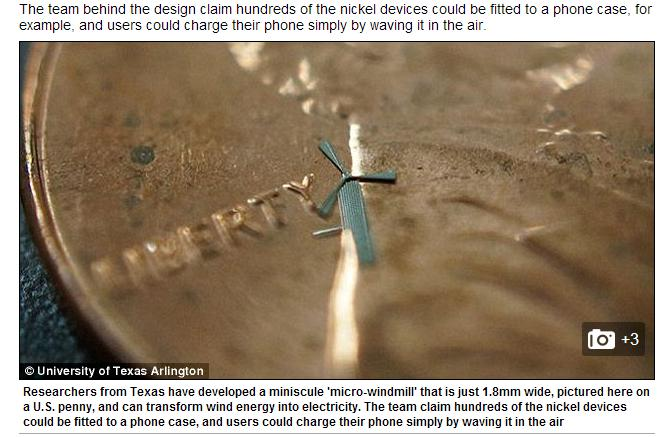 The team behind the design claim hundreds of the nickel devices could be fitted to a phone case, for
example, and users could charge their phone simply by waving it in the air.
LIBERTY
+3
© University of Texas Arlington
Researchers from Texas have developed a miniscule 'micro-windmill' that is just 1.8mm wide, pictured here on
a U.S. penny, and can transform wind energy into electricity. The team claim hundreds of the nickel devices
could be fitted to a phone case, and users could charge their phone simply by waving it in the air